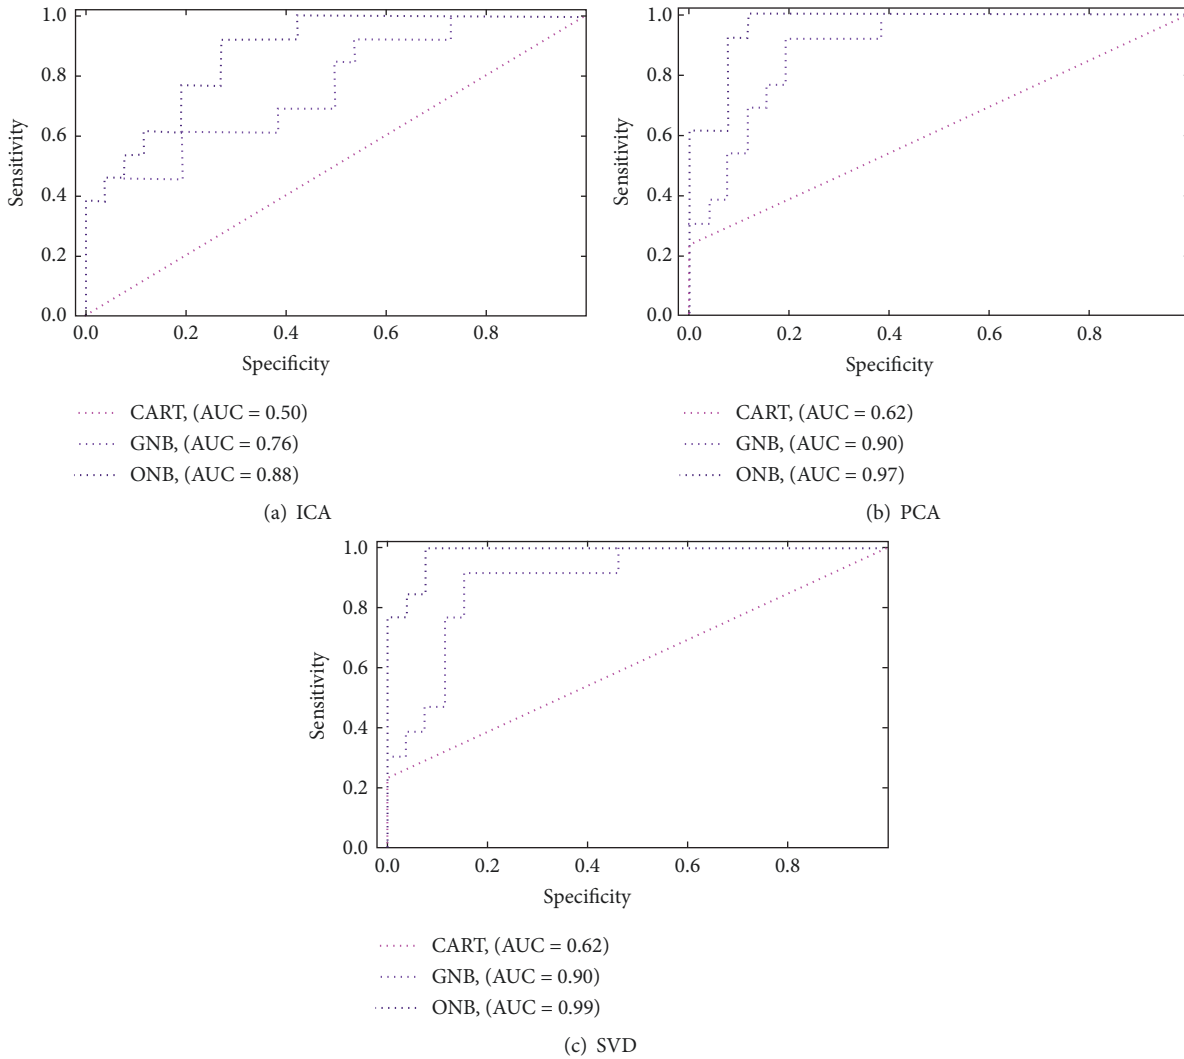 1.0
0.8
0.6
0.4
0.2
0.0
Sensitivity
0.0 0.2 0.4 0.6 0.8
Specificity
CART, (AUC = 0.50)
GNB, (AUC = 0.76)
ONB, (AUC = 0.88)
(a) ICA
1.0
0.8
0.6
0.4
0.2
0.0
Sensitivity
0.0 0.2 0.4 0.6 0.8
Specificity
CART, (AUC = 0.62)
GNB, (AUC = 0.90)
ONB, (AUC = 0.97)
(b) PCA
1.0
0.8
0.6
0.4
0.2
0.0
Sensitivity
0.0 0.2 0.4 0.6 0.8
Specificity
CART, (AUC = 0.62)
GNB, (AUC = 0.90)
ONB, (AUC = 0.99)
(c) SVD